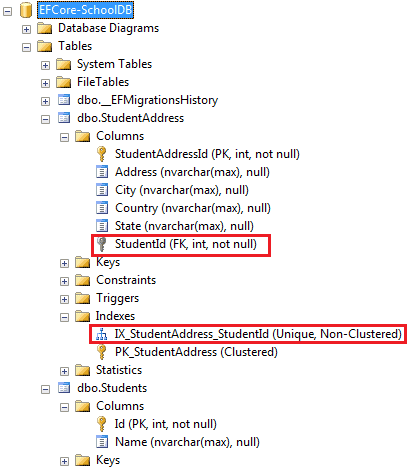 EFCore-SchoolDB
Database Diagrams
Tables
System Tables
FileTables
dbo.__EFMigrationsHistory
dbo.StudentAddress
Columns
StudentAddressId (PK, int, not null)
Address (nvarchar(max), null)
City (nvarchar(max), null)
Country (nvarchar(max), null)
State (nvarchar(max), null)
StudentId (FK, int, not null)
Keys
Constraints
Triggers
Indexes
IX_StudentAddress_StudentId (Unique, Non-Clustered)
PK_StudentAddress (Clustered)
Statistics
dbo.Students
Columns
Id (PK, int, not null)
Name (nvarchar(max), null)
Keys